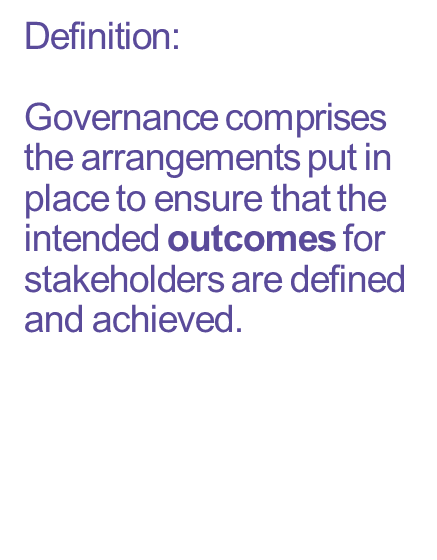 Definition:
Governance comprises
the arrangements put in
place to ensure that the
intended outcomes for
stakeholders are defined
and achieved.